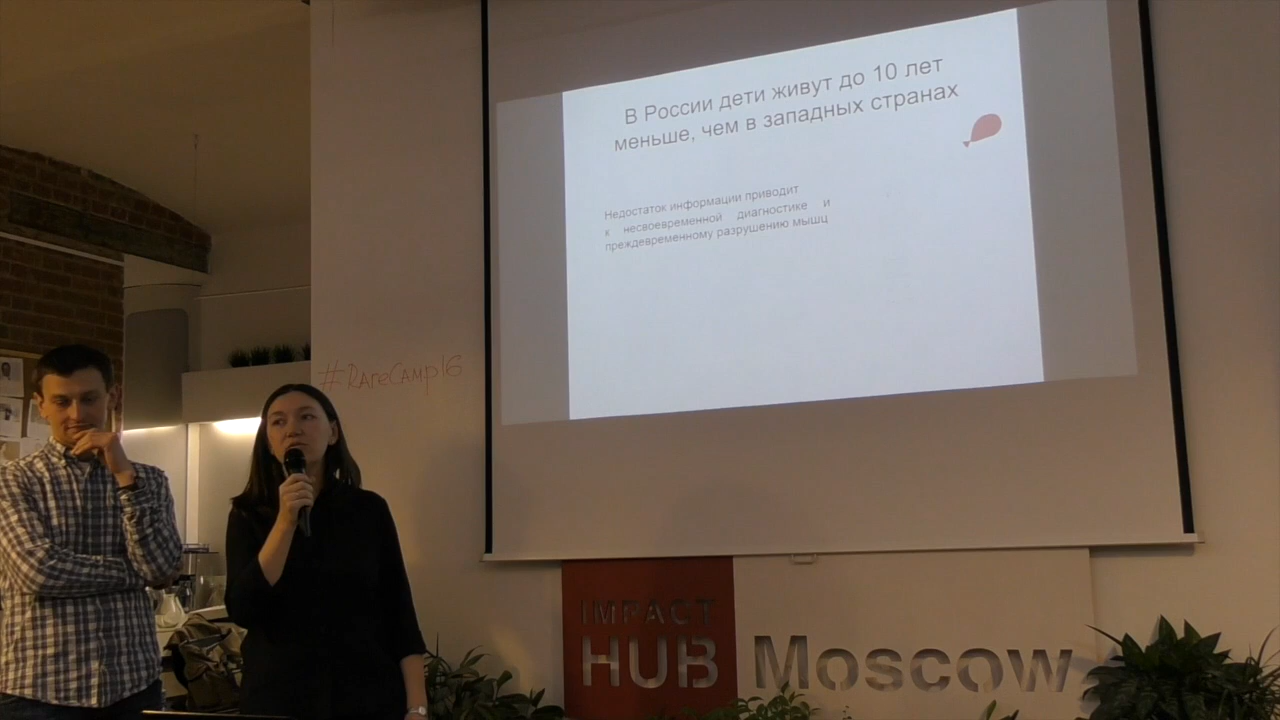 В России дети живут до 10 лет
меньше, чем в западных странах
Недостаток информации приводит
к несвоевременной диагностике и
преждевременному разрушению мышц
#RareCamp16
IMPACT
HUB Moscow